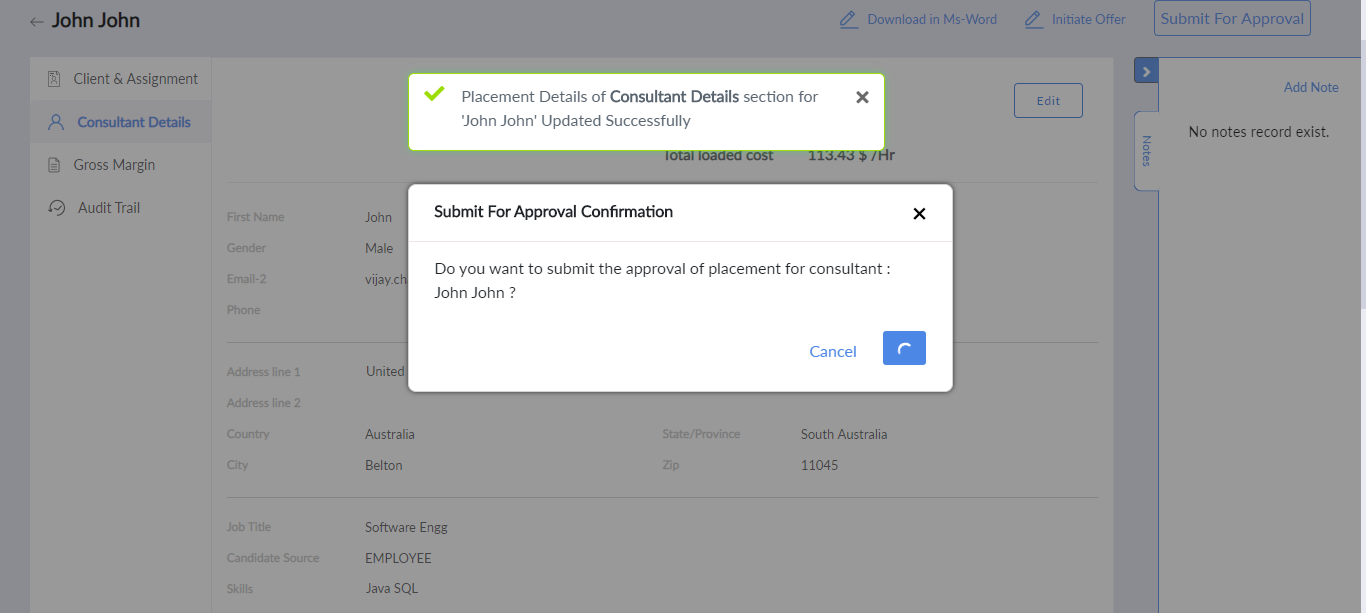 John John
Download in Ms-Word
Initiate Offer
Submit For Approval
Client & Assignment
Consultant Details
Gross Margin
Audit Trail
Placement Details of Consultant Details section for
'John John' Updated Successfully
Edit
Total loaded cost 113.43 $ /Hr
Submit For Approval Confirmation
Do you want to submit the approval of placement for consultant :
John John ?
Cancel
First Name John
Gender Male
Email-2 vijay.ch
Phone
Address line 1 United
Address line 2
Country Australia State/Province South Australia
City Belton Zip 11045
Job Title Software Engg
Candidate Source EMPLOYEE
Skills Java SQL
Add Note
Notes
No notes record exist.